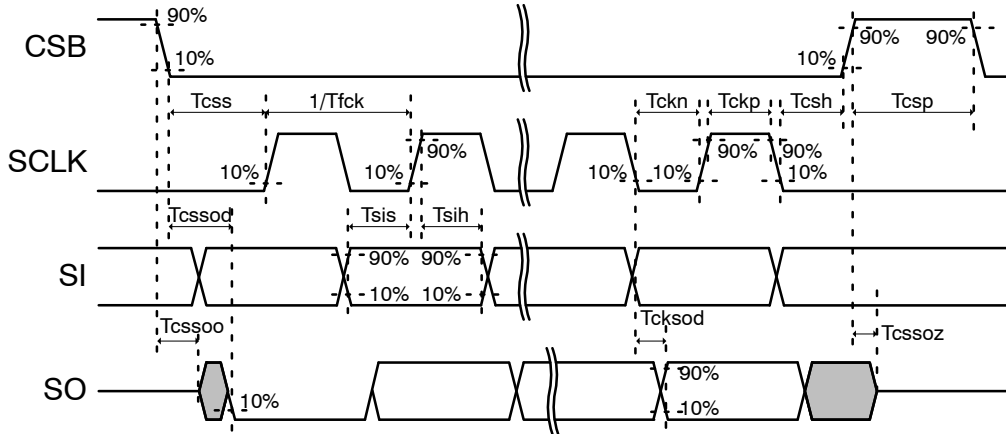 90%
CSB
10%
10%
90%
90%
Tcss
1/Tfck
Tckn
Tckp
Tcsh
Tcsp
SCLK
10%
10%
90%
10%
10%
90%
90%
10%
Tcssod
Tsis
Tsih
SI
90%
90%
10%
10%
Tcssoo
Tcksod
Tcssoz
SO
10%
90%
10%